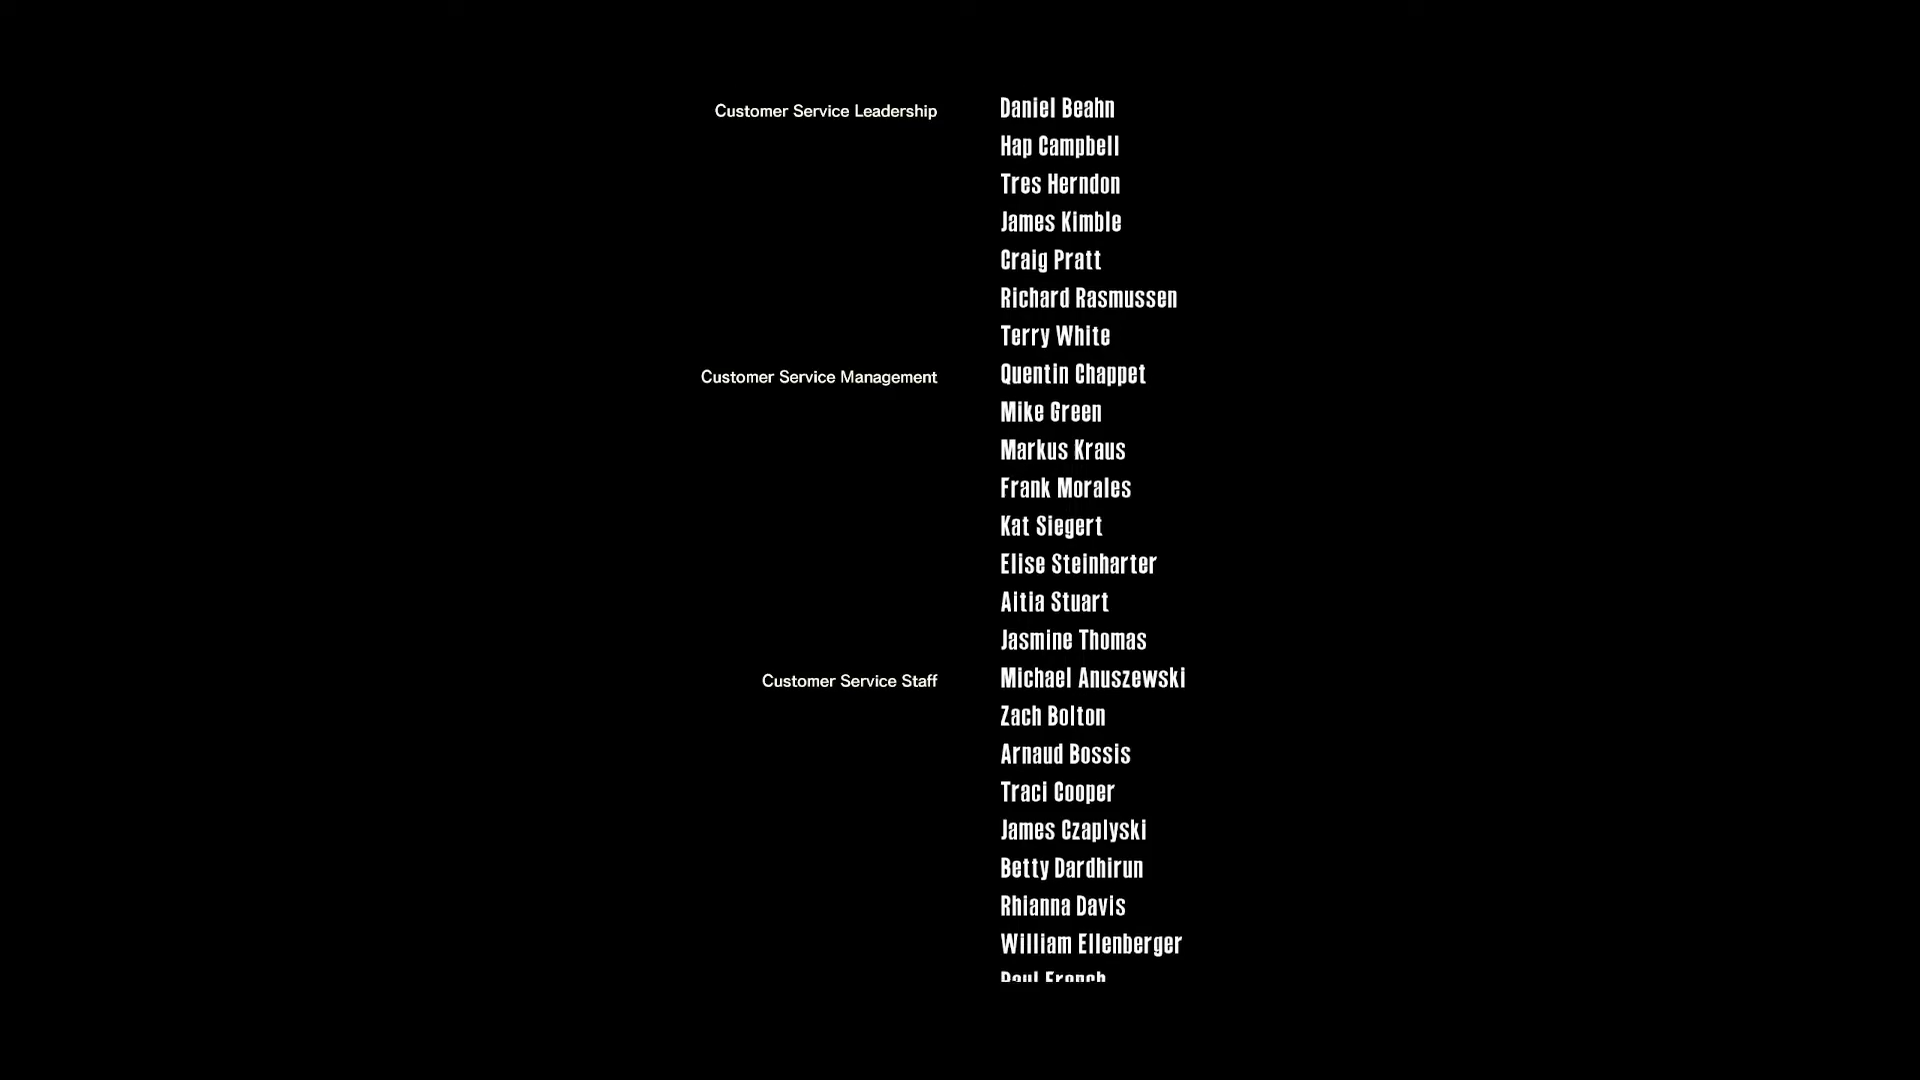 Customer Service Leadership Daniel Beahn
Hap Campbell
Tres Herndon
James Kimble
Craig Pratt
Richard Rasmussen
Terry White
Customer Service Management Quentin Chappet
Mike Green
Markus Kraus
Frank Morales
Kat Siegert
Elise Steinharter
Aitia Stuart
Jasmine Thomas
Customer Service Staff Michael Anuszewski
Zach Bolton
Arnaud Bossis
Traci Cooper
James Czaplyski
Betty Dardhirun
Rhianna Davis
William Ellenberger
Paul French